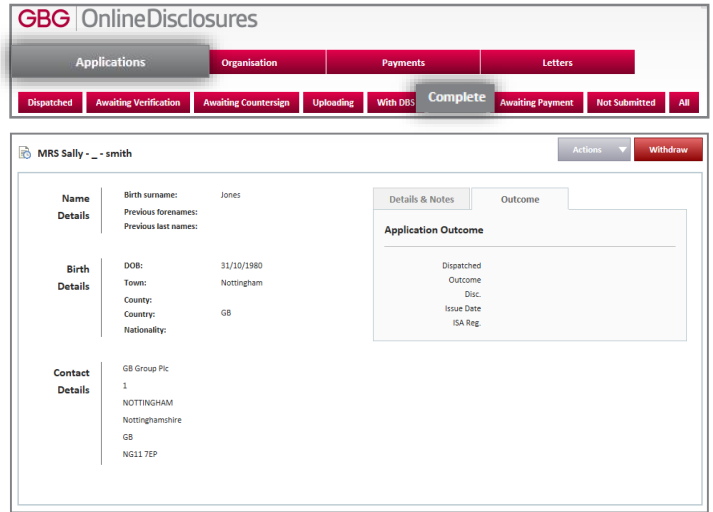 GBG OnlineDisclosures
Applications Organisation Payments Letters
Dispatched Awaiting Verification Awaiting Countersign Uploading With DBS Complete Awaiting Payment Not Submitted All
MRS Sally - _ - smith Actions Withdraw
Name Details
Birth surname: Jones
Previous forenames:
Previous last names:
Birth Details
DOB: 31/10/1980
Town: Nottingham
County:
Country: GB
Nationality:
Contact Details
GB Group Plc
1
NOTTINGHAM
Nottinghamshire
GB
NG11 7EP
Details & Notes Outcome
Application Outcome
Dispatched
Outcome
Disc.
Issue Date
ISA Reg.